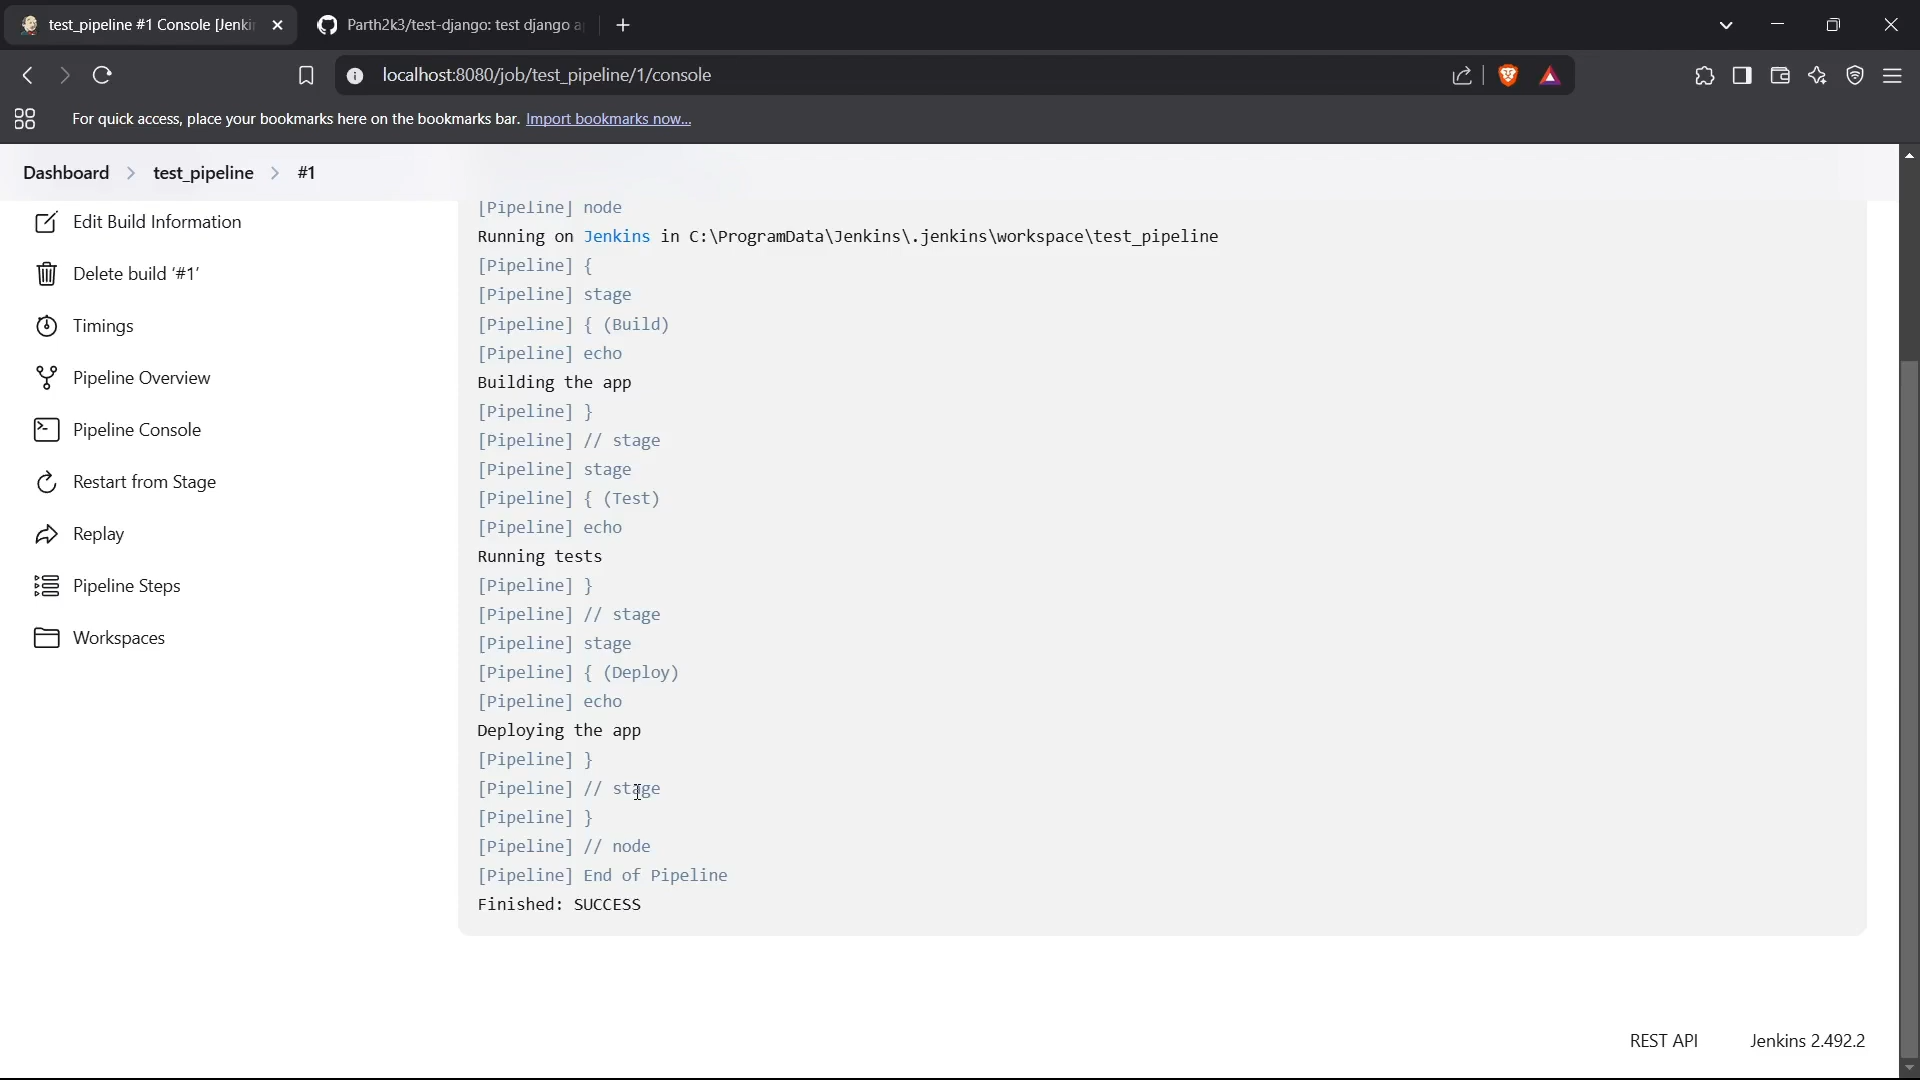 test_pipeline #1 Console [Jenki
Parth2k3/test-django: test django a
localhost:8080/job/test_pipeline/1/console
For quick access, place your bookmarks here on the bookmarks bar. Import bookmarks now...
Dashboard > test_pipeline > #1
Edit Build Information
Delete build ‘#1’
Timings
Pipeline Overview
Pipeline Console
Restart from Stage
Replay
Pipeline Steps
Workspaces
[Pipeline] node
Running on Jenkins in C:\ProgramData\Jenkins\.jenkins\workspace\test_pipeline
[Pipeline] {
[Pipeline] stage
[Pipeline] { (Build)
[Pipeline] echo
Building the app
[Pipeline] }
[Pipeline] // stage
[Pipeline] stage
[Pipeline] { (Test)
[Pipeline] echo
Running tests
[Pipeline] }
[Pipeline] // stage
[Pipeline] stage
[Pipeline] { (Deploy)
[Pipeline] echo
Deploying the app
[Pipeline] }
[Pipeline] // stage
[Pipeline] }
[Pipeline] // node
[Pipeline] End of Pipeline
Finished: SUCCESS
REST API
Jenkins 2.492.2